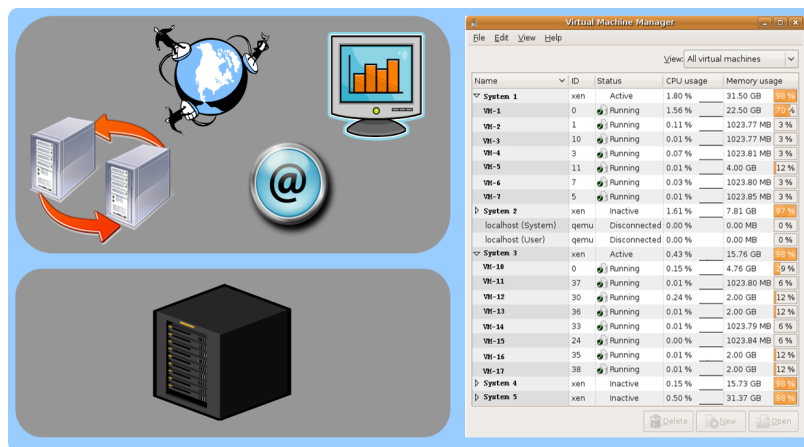 @
Virtual Machine Manager
File Edit View Help
View: All virtual machines
Name ID Status CPU usage Memory usage
System 1 xen Active 1.80 % 31.50 GB 98 %
VM-1 0 Running 1.56 % 22.50 GB 70 %
VM-2 1 Running 0.11 % 1023.77 MB 3 %
VM-3 10 Running 0.01 % 1023.77 MB 3 %
VM-4 3 Running 0.07 % 1023.81 MB 3 %
VM-5 11 Running 0.01 % 4.00 GB 12 %
VM-6 7 Running 0.03 % 1023.80 MB 3 %
VM-7 5 Running 0.01 % 1023.85 MB 3 %
System 2 xen Inactive 1.61 % 7.81 GB 97 %
localhost (System) qemu Disconnected 0.00 % 0.00 MB 0 %
localhost (User) qemu Disconnected 0.00 % 0.00 MB 0 %
System 3 xen Active 0.43 % 15.76 GB 98 %
VM-10 0 Running 0.15 % 4.76 GB
VM-11 37 Running 0.01 % 1023.80 MB 6 %
VM-12 30 Running 0.24 % 2.00 GB 12 %
VM-13 36 Running 0.01 % 2.00 GB 12 %
VM-14 33 Running 0.01 % 1023.79 MB 6 %
VM-15 24 Running 0.00 % 1023.84 MB 6 %
VM-16 35 Running 0.01 % 2.00 GB 12 %
VM-17 38 Running 0.01 % 2.00 GB 12 %
System 4 xen Inactive 0.15 % 15.73 GB 98 %
System 5 xen Inactive 0.50 % 31.37 GB 98 %
Delete New Open